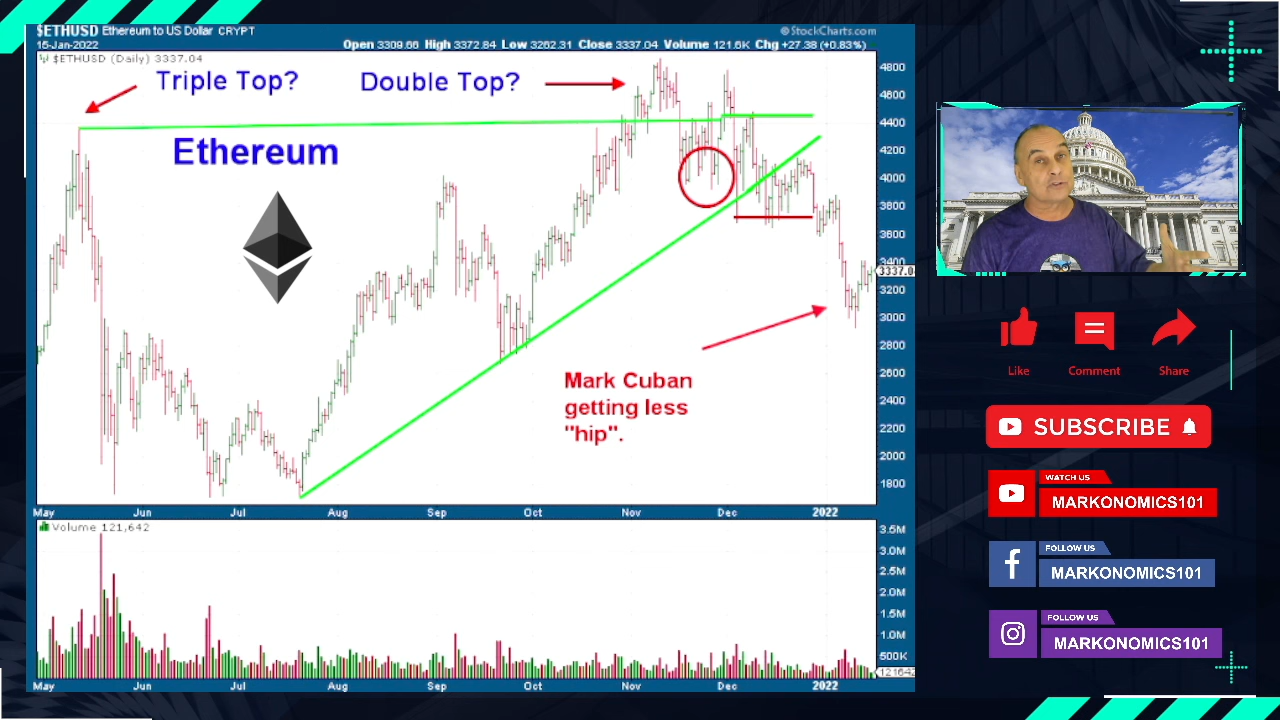 $ETHUSD Ethereum to US Dollar CRYPT
©StockCharts.com
15-Jan-2022
Open 3309.66 High 3372.84 Low 3262.31 Close 3337.04 Volume 121.6K Chg +27.38 (+0.83%)
$ETHUSD (Daily) 3337.04
Triple Top?
Double Top?
Ethereum
Mark Cuban
getting less
"hip".
4800
4600
4400
4200
4000
3800
3600
3400
3337.0
3200
3000
2800
2600
2400
2200
2000
1800
May Jun Jul Aug Sep Oct Nov Dec 2022
Volume 121,642
3.5M
3.0M
2.5M
2.0M
1.5M
1.0M
500K
121642
May Jun Jul Aug Sep Oct Nov Dec 2022
Like Comment Share
SUBSCRIBE
WATCH US
MARKONOMICS101
FOLLOW US
MARKONOMICS101
FOLLOW US
MARKONOMICS101